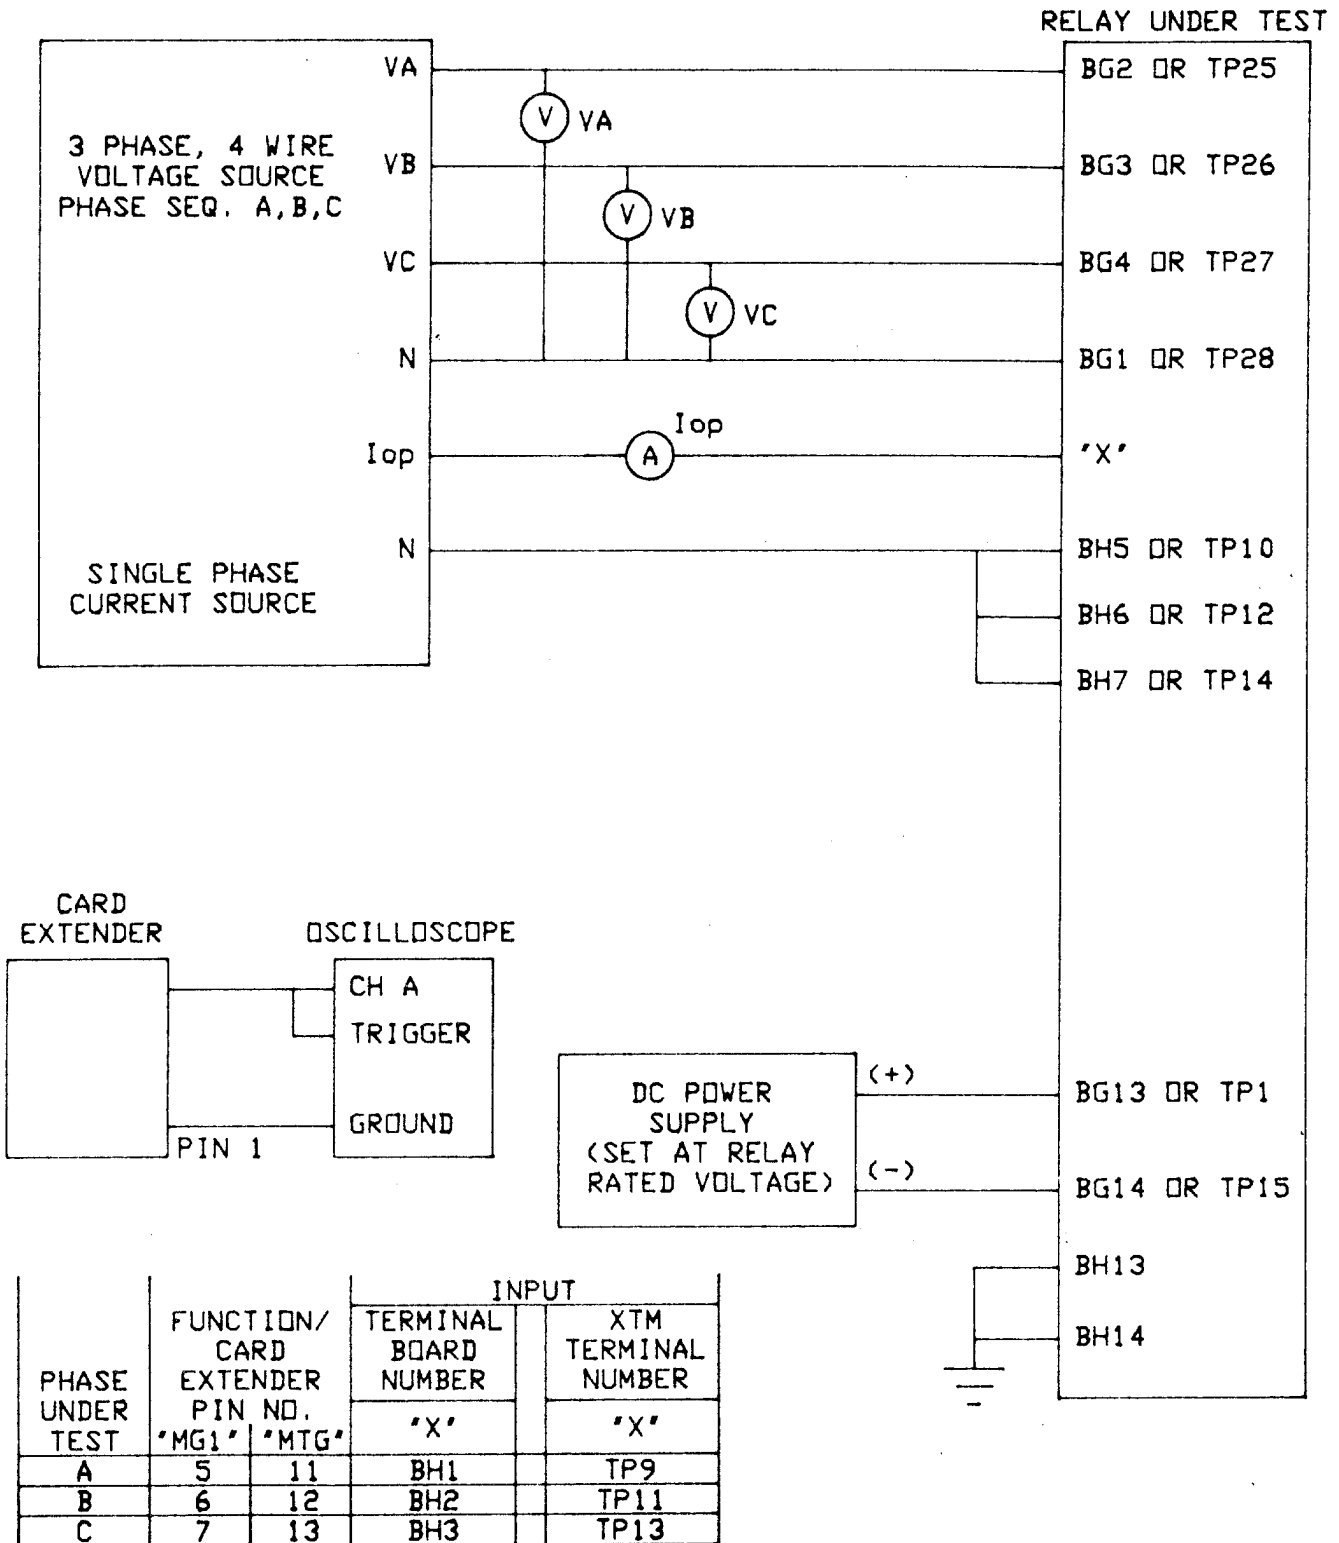 RELAY UNDER TEST
VA
BG2 OR TP25
V VA
3 PHASE, 4 WIRE
VOLTAGE SOURCE
PHASE SEQ. A,B,C
VB
BG3 OR TP26
V VB
VC
BG4 OR TP27
V VC
N
BG1 OR TP28
Iop
Iop
A
"X"
N
BH5 OR TP10
SINGLE PHASE
CURRENT SOURCE
BH6 OR TP12
BH7 OR TP14
CARD
EXTENDER
OSCILLOSCOPE
CH A
TRIGGER
GROUND
PIN 1
DC POWER
SUPPLY
(SET AT RELAY
RATED VOLTAGE)
(+)
(-)
BG13 OR TP1
BG14 OR TP15
BH13
BH14
INPUT
PHASE
UNDER
TEST
FUNCTION/
CARD
EXTENDER
PIN NO.
"MG1" "MTG"
TERMINAL
BOARD
NUMBER
"X"
XTM
TERMINAL
NUMBER
"X"
A 5 11 BH1 TP9
B 6 12 BH2 TP11
C 7 13 BH3 TP13